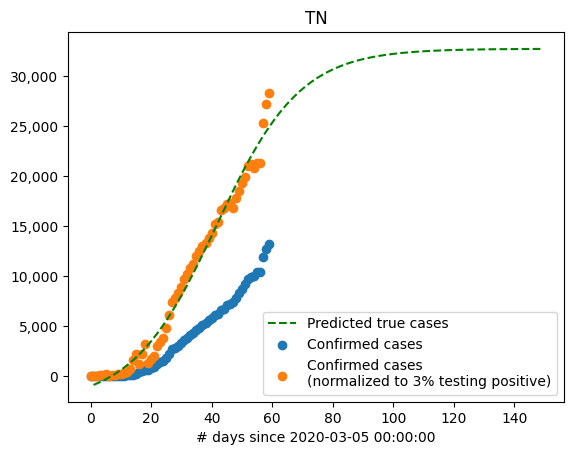 TN
30,000
25,000
20,000
15,000
10,000
5,000
0
Predicted true cases
Confirmed cases
Confirmed cases
(normalized to 3% testing positive)
0 20 40 60 80 100 120 140
# days since 2020-03-05 00:00:00